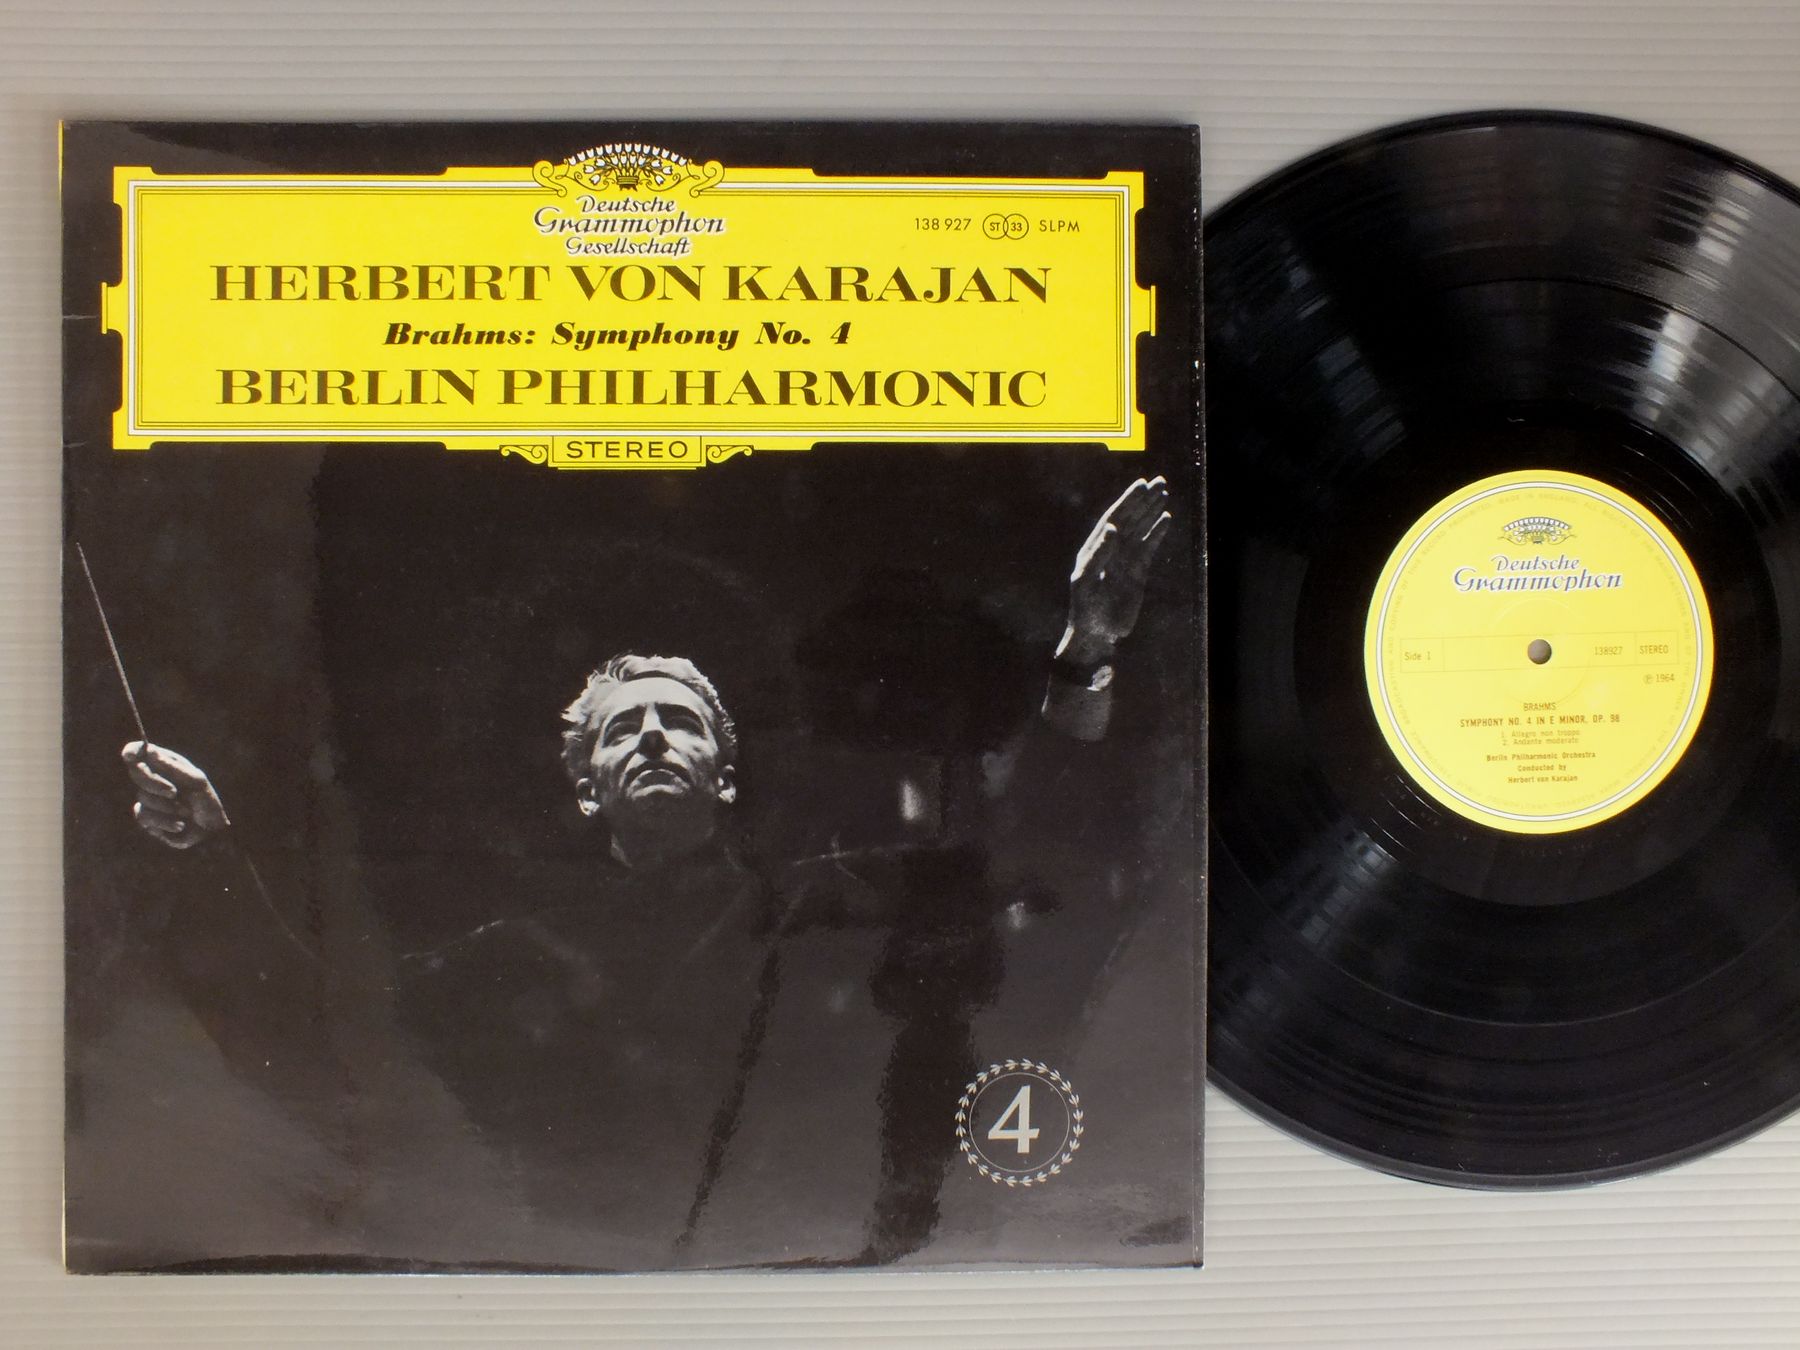 Deutsche
Grammophon
Gesellschaft
138 927 ST 33 SLPM
HERBERT VON KARAJAN
Brahms: Symphony No. 4
BERLIN PHILHARMONIC
STEREO
4
Deutsche
Grammophon
Side 1
138927 STEREO
℗ 1964
BRAHMS
SYMPHONY NO. 4 IN E MINOR, OP. 98
1. Allegro non troppo
2. Andante moderato
Berlin Philharmonic Orchestra
Conducted by
Herbert von Karajan